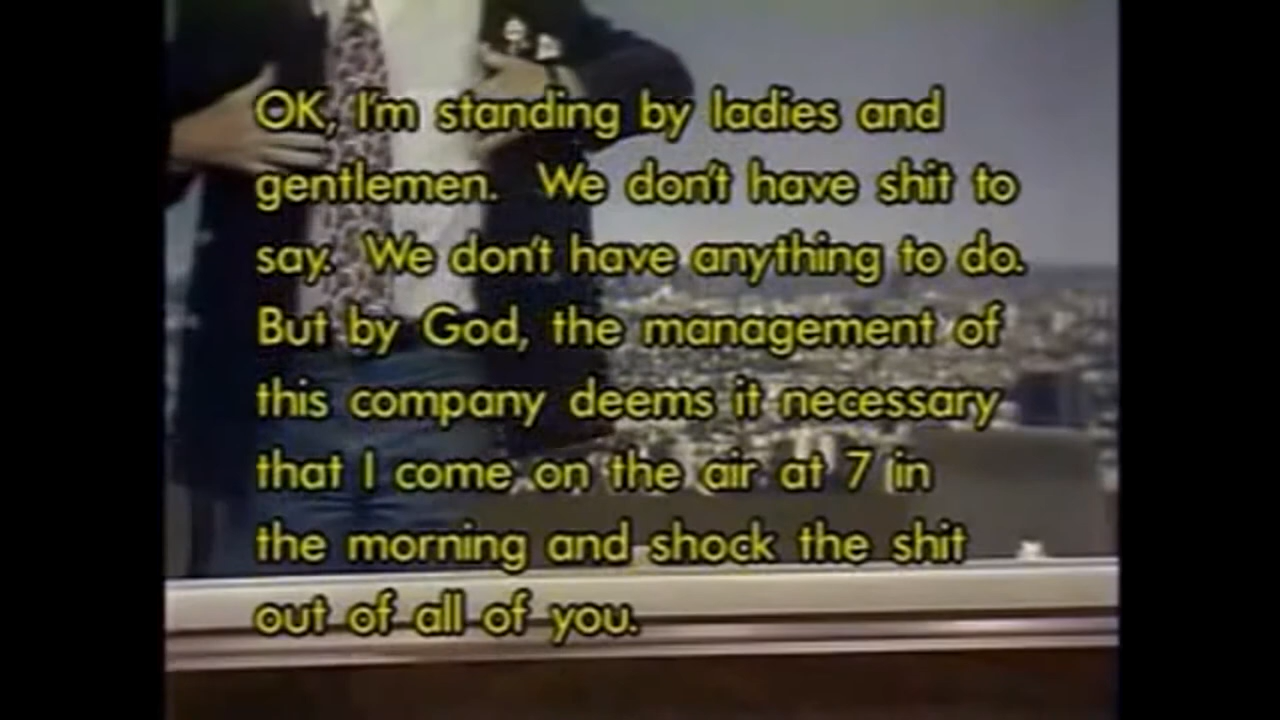 OK, I'm standing by ladies and
gentlemen. We don't have shit to
say. We don't have anything to do.
But by God, the management of
this company deems it necessary
that I come on the air at 7 in
the morning and shock the shit
out of all of you.